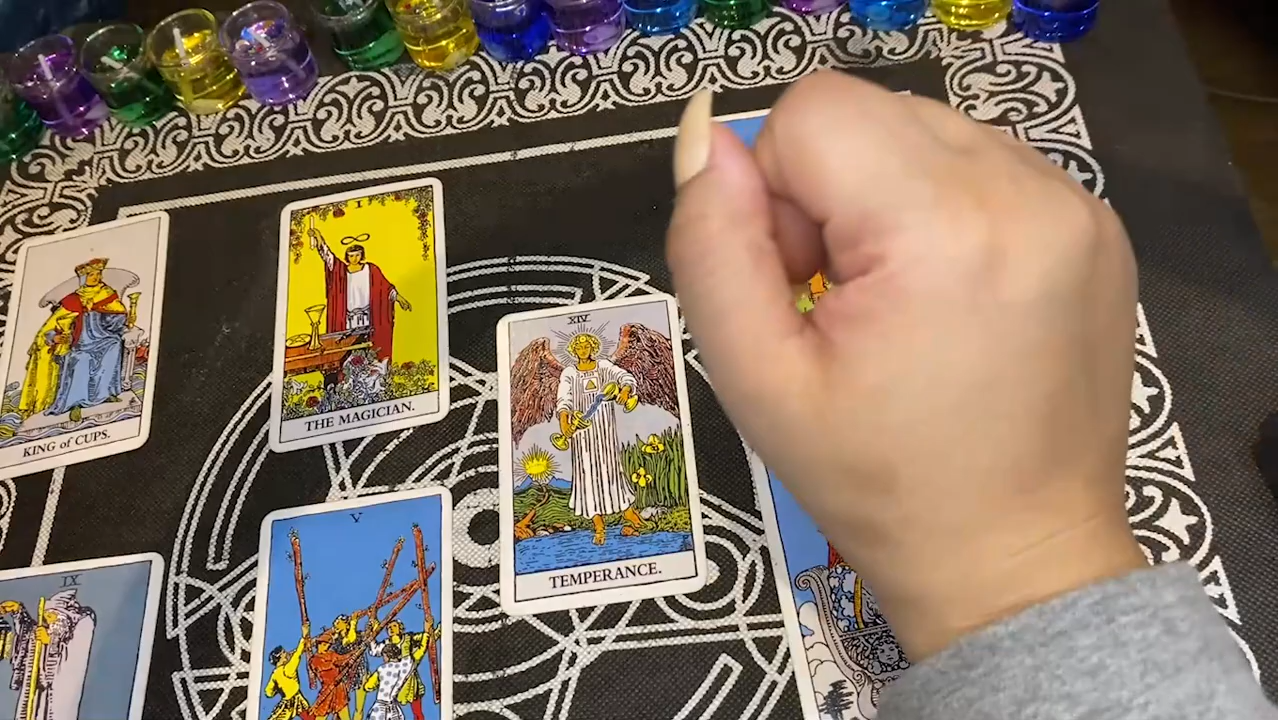 I
THE MAGICIAN.
KING of CUPS.
XIV
TEMPERANCE.
IX
V